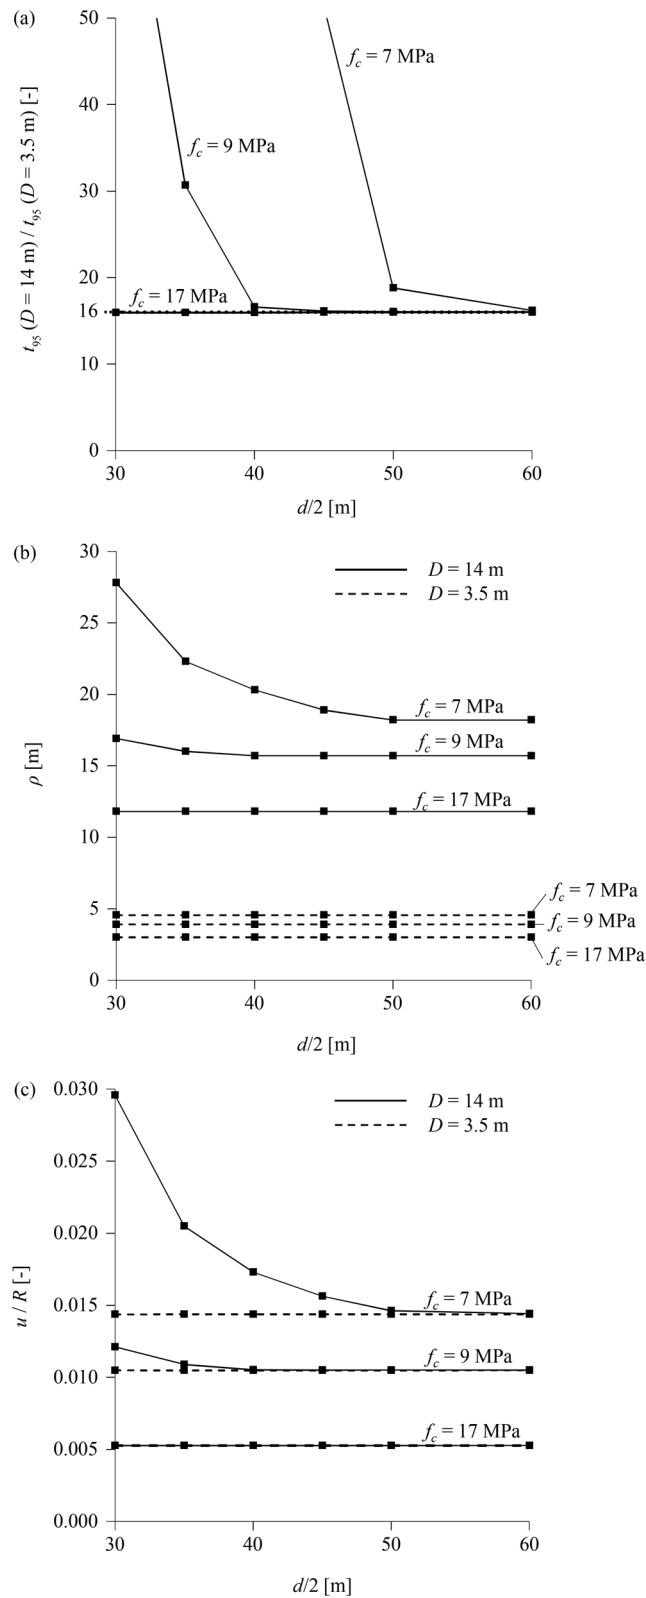 (a)
t₉₅ (D = 14 m) / t₉₅ (D = 3.5 m) [-]
50
40
30
20
16
10
0
f_c = 7 MPa
f_c = 9 MPa
f_c = 17 MPa
30
40
50
60
d/2 [m]
(b)
ρ [m]
30
25
20
15
10
5
0
D = 14 m
D = 3.5 m
f_c = 7 MPa
f_c = 9 MPa
f_c = 17 MPa
f_c = 7 MPa
f_c = 9 MPa
f_c = 17 MPa
30
40
50
60
d/2 [m]
(c)
u / R [-]
0.030
0.025
0.020
0.015
0.010
0.005
0.000
D = 14 m
D = 3.5 m
f_c = 7 MPa
f_c = 9 MPa
f_c = 17 MPa
30
40
50
60
d/2 [m]